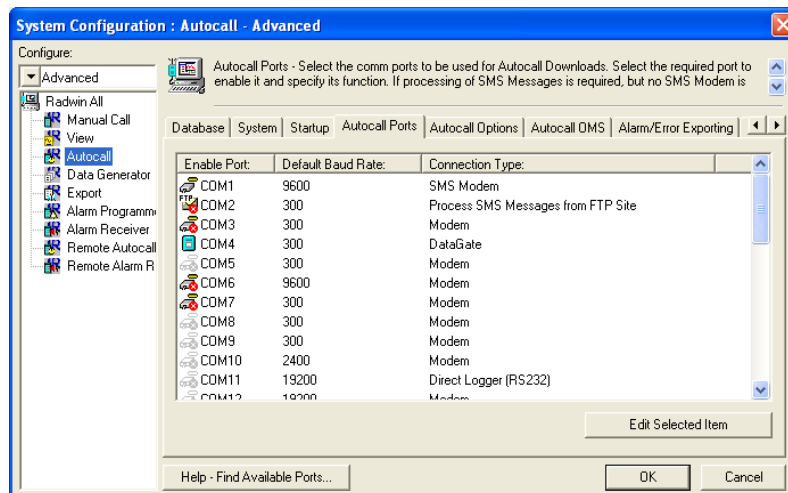 System Configuration : Autocall - Advanced
Configure:
Advanced
Autocall Ports - Select the comm ports to be used for Autocall Downloads. Select the required port to
enable it and specify its function. If processing of SMS Messages is required, but no SMS Modem is
Radwin All
Manual Call
View
Autocall
Data Generator
Export
Alarm Programm
Alarm Receiver
Remote Autocall
Remote Alarm R
Database System Startup Autocall Ports Autocall Options Autocall OMS Alarm/Error Exporting
Enable Port: Default Baud Rate: Connection Type:
COM1 9600 SMS Modem
FTP COM2 300 Process SMS Messages from FTP Site
COM3 300 Modem
COM4 300 DataGate
COM5 300 Modem
COM6 9600 Modem
COM7 300 Modem
COM8 300 Modem
COM9 300 Modem
COM10 2400 Modem
COM11 19200 Direct Logger (RS232)
COM12 19200 Modem
Edit Selected Item
Help - Find Available Ports... OK Cancel